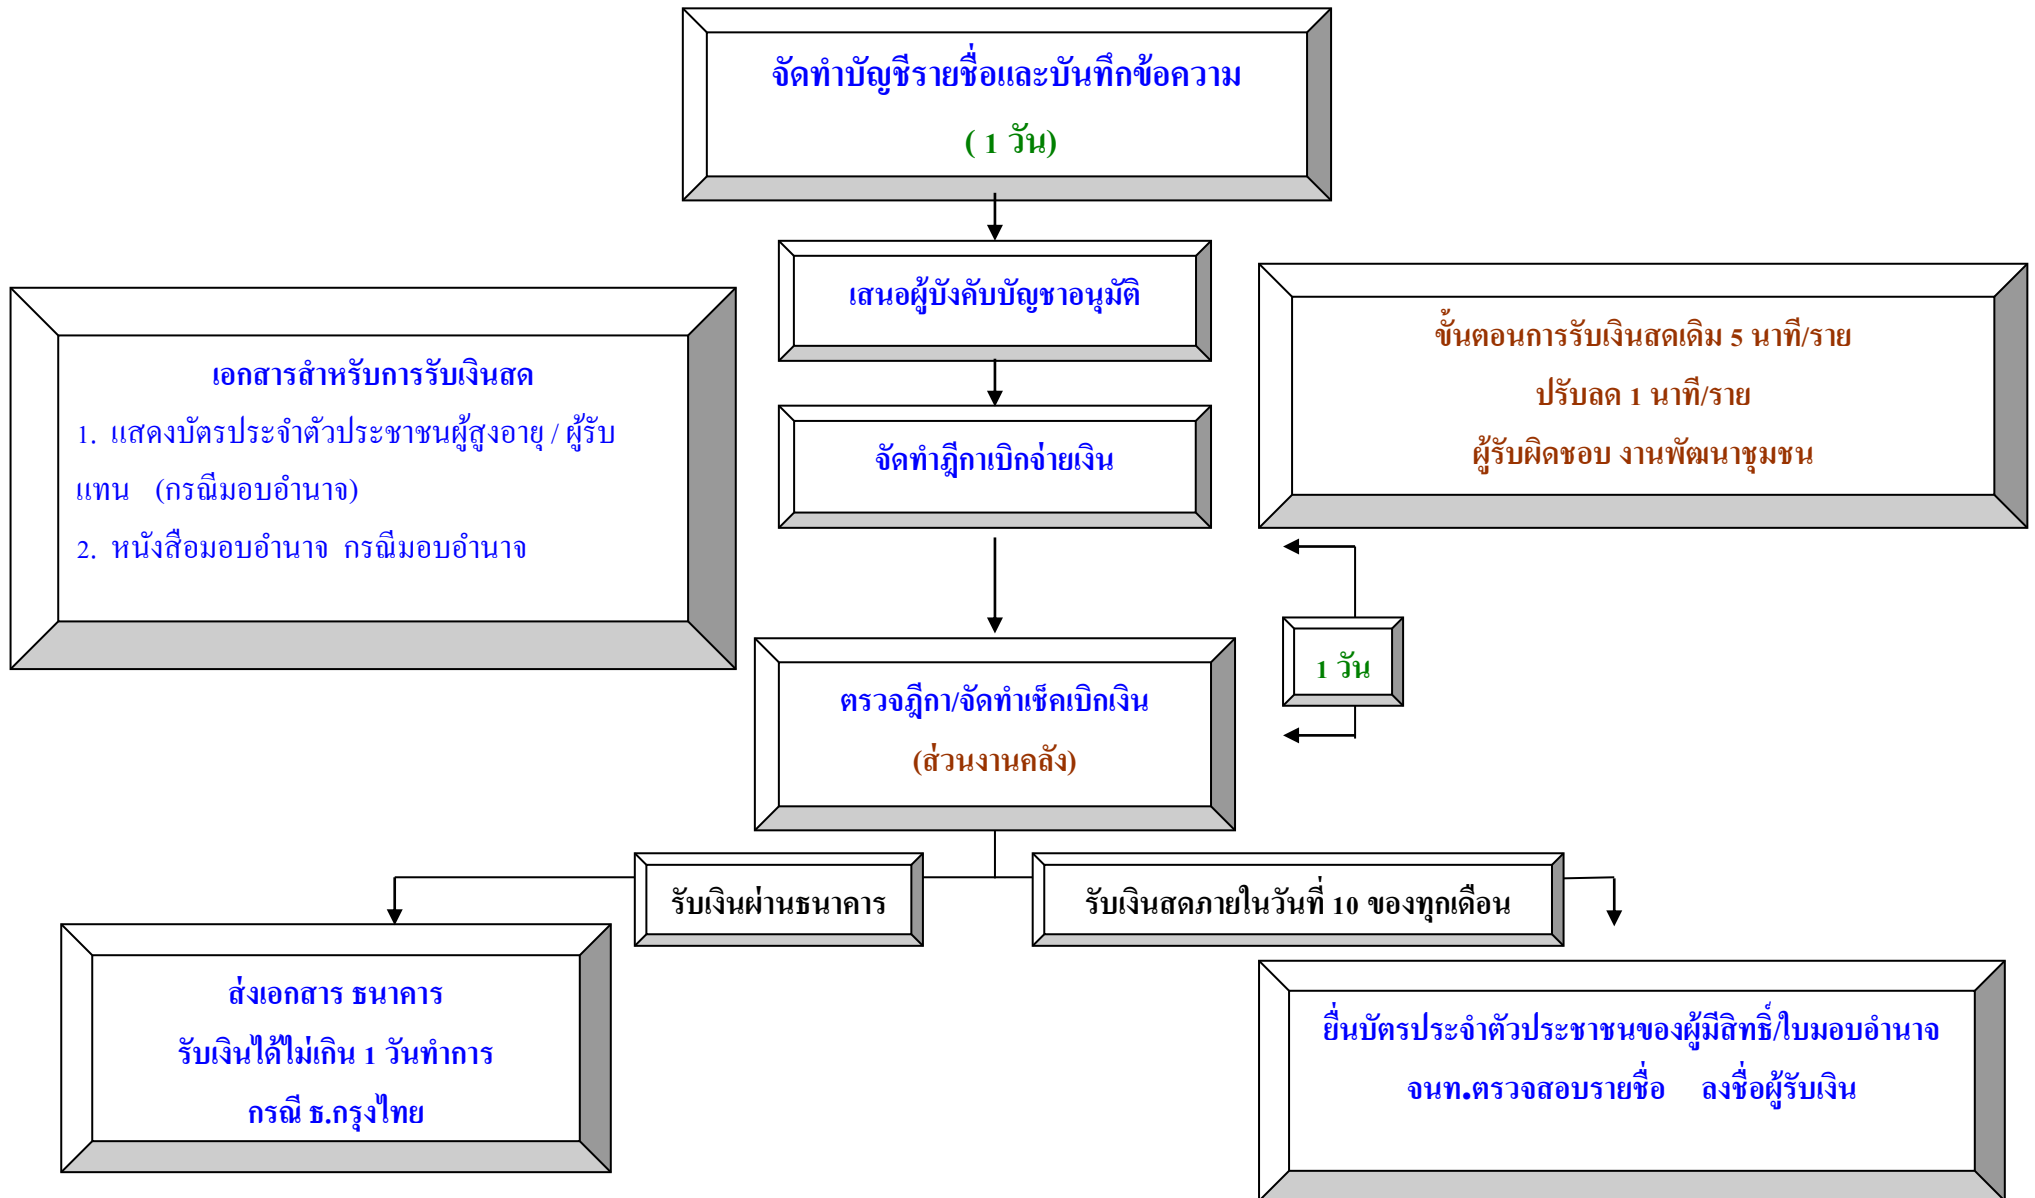 จัดทำบัญชีรายชื่อและบันทึกข้อความ
( 1 วัน)
เสนอผู้บังคับบัญชาอนุมัติ
เอกสารสำหรับการรับเงินสด
1. แสดงบัตรประจำตัวประชาชนผู้สูงอายุ / ผู้รับ
แทน (กรณีมอบอำนาจ)
2. หนังสือมอบอำนาจ กรณีมอบอำนาจ
ขั้นตอนการรับเงินสดเดิม 5 นาที/ราย
ปรับลด 1 นาที/ราย
ผู้รับผิดชอบ งานพัฒนาชุมชน
จัดทำฎีกาเบิกจ่ายเงิน
1 วัน
ตรวจฎีกา/จัดทำเช็คเบิกเงิน
(ส่วนงานคลัง)
รับเงินผ่านธนาคาร
รับเงินสดภายในวันที่ 10 ของทุกเดือน
ส่งเอกสาร ธนาคาร
รับเงินได้ไม่เกิน 1 วันทำการ
กรณี ธ.กรุงไทย
ยื่นบัตรประจำตัวประชาชนของผู้มีสิทธิ์/ใบมอบอำนาจ
จนท.ตรวจสอบรายชื่อ ลงชื่อผู้รับเงิน